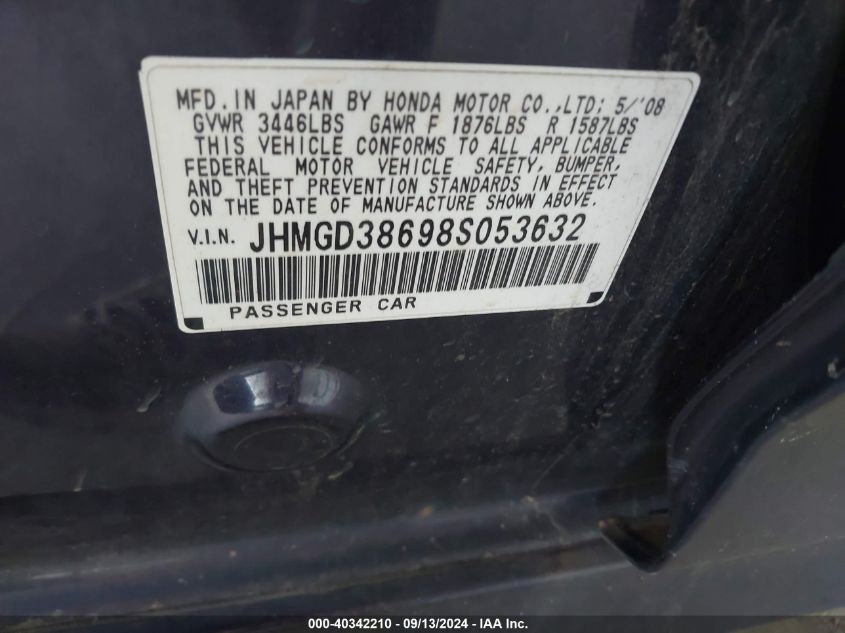 MFD. IN JAPAN BY HONDA MOTOR CO.,LTD; 5/'08
GVWR 3446LBS GAWR F 1876LBS R 1587LBS
THIS VEHICLE CONFORMS TO ALL APPLICABLE
FEDERAL MOTOR VEHICLE SAFETY, BUMPER,
AND THEFT PREVENTION STANDARDS IN EFFECT
ON THE DATE OF MANUFACTURE SHOWN ABOVE.
V.I.N. JHMGD38698S053632
PASSENGER CAR
000-40342210 - 09/13/2024 - IAA Inc.